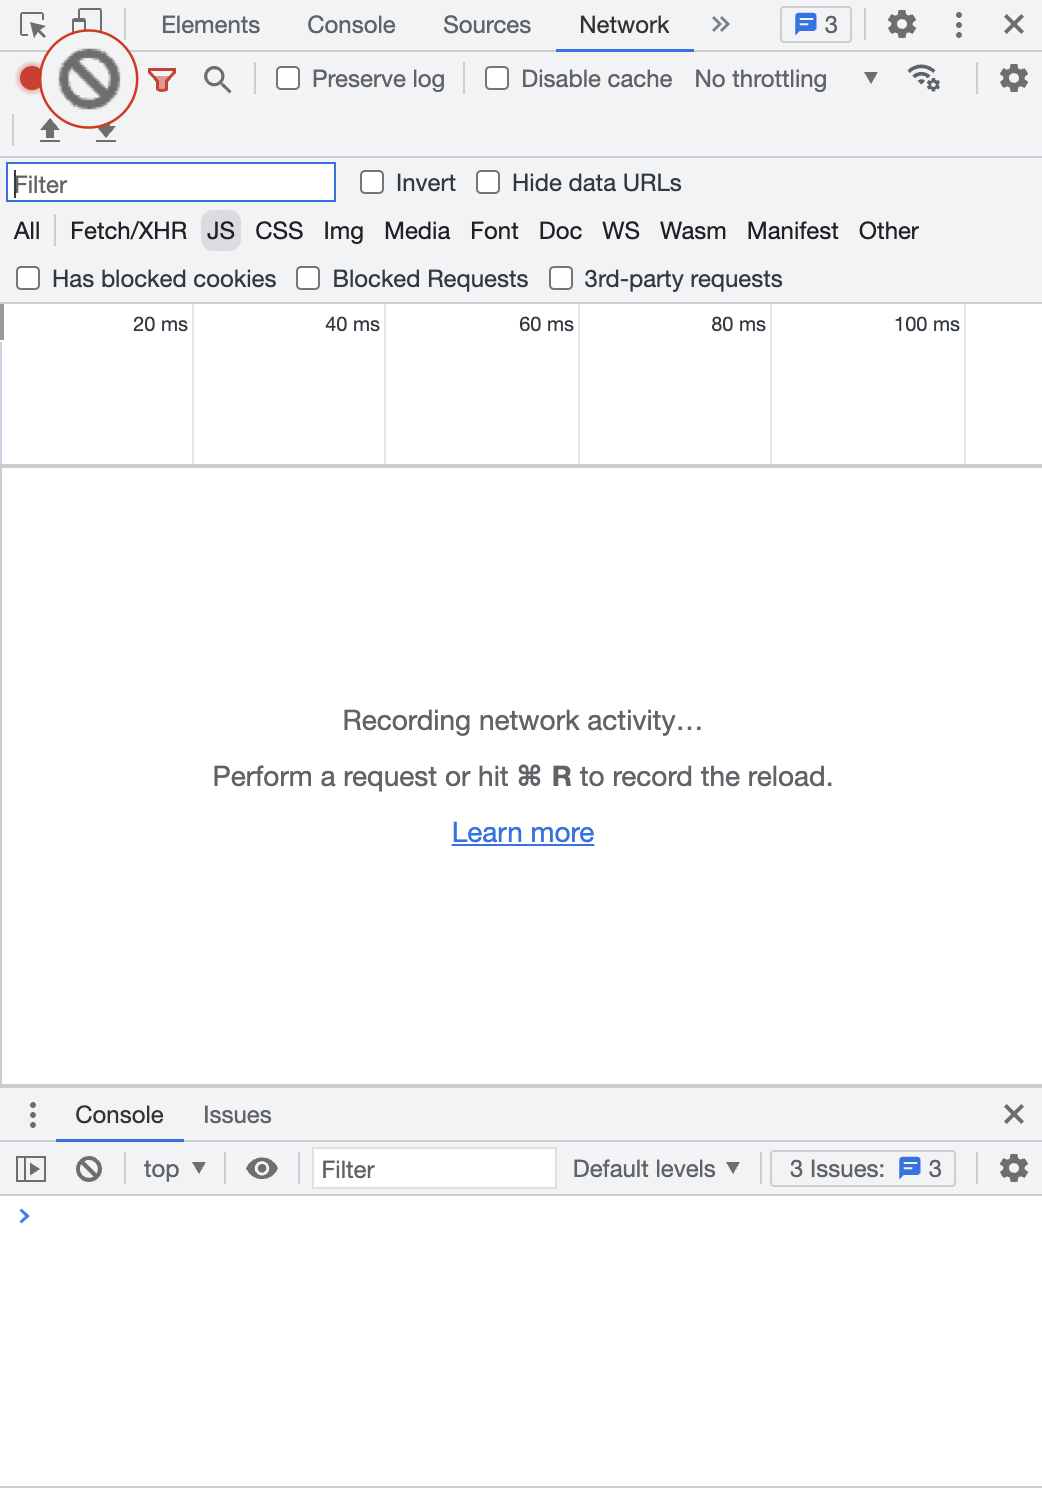 Elements Console Sources Network 3
Preserve log Disable cache No throttling
Filter Invert Hide data URLs
All Fetch/XHR JS CSS Img Media Font Doc WS Wasm Manifest Other
Has blocked cookies Blocked Requests 3rd-party requests
20 ms 40 ms 60 ms 80 ms 100 ms
Recording network activity…
Perform a request or hit ⌘ R to record the reload.
Learn more
Console Issues
top Filter Default levels 3 Issues: 3